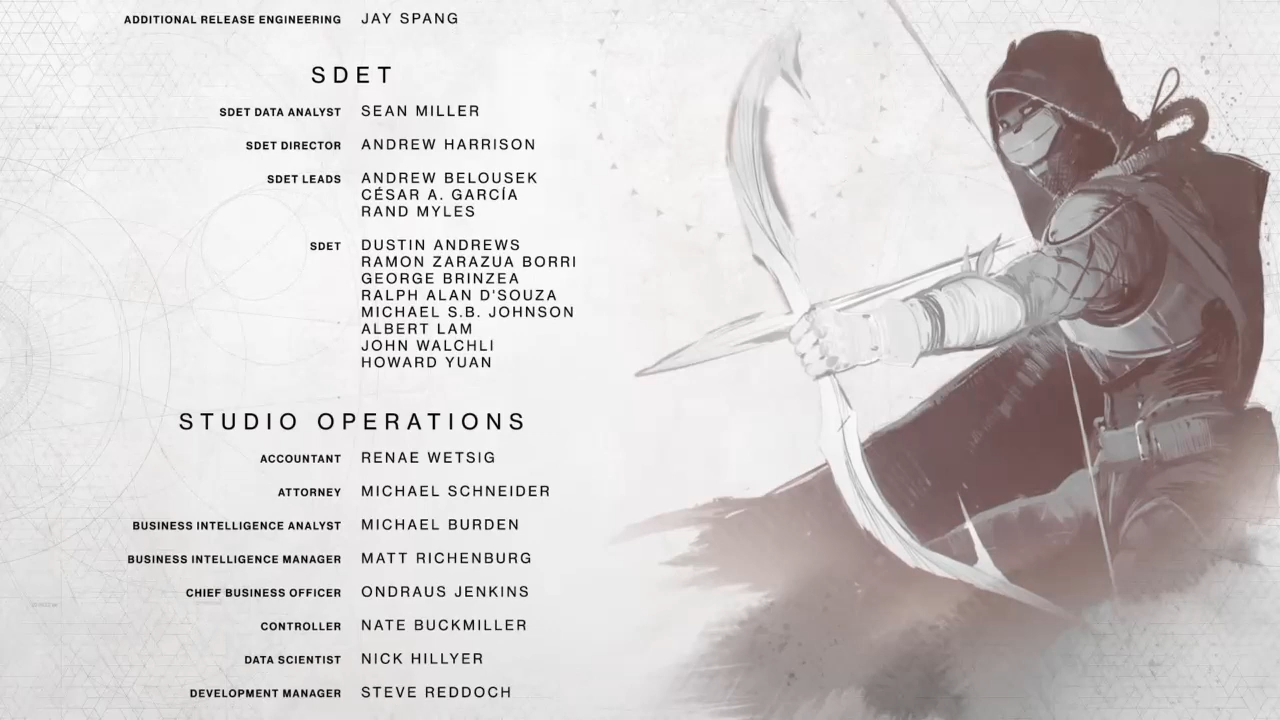 ADDITIONAL RELEASE ENGINEERING JAY SPANG
SDET
SDET DATA ANALYST SEAN MILLER
SDET DIRECTOR ANDREW HARRISON
SDET LEADS ANDREW BELOUSEK
CÉSAR A. GARCÍA
RAND MYLES
SDET DUSTIN ANDREWS
RAMON ZARAZUA BORRI
GEORGE BRINZEA
RALPH ALAN D'SOUZA
MICHAEL S.B. JOHNSON
ALBERT LAM
JOHN WALCHLI
HOWARD YUAN
STUDIO OPERATIONS
ACCOUNTANT RENAE WETSIG
ATTORNEY MICHAEL SCHNEIDER
BUSINESS INTELLIGENCE ANALYST MICHAEL BURDEN
BUSINESS INTELLIGENCE MANAGER MATT RICHENBURG
CHIEF BUSINESS OFFICER ONDRAUS JENKINS
CONTROLLER NATE BUCKMILLER
DATA SCIENTIST NICK HILLYER
DEVELOPMENT MANAGER STEVE REDDOCH